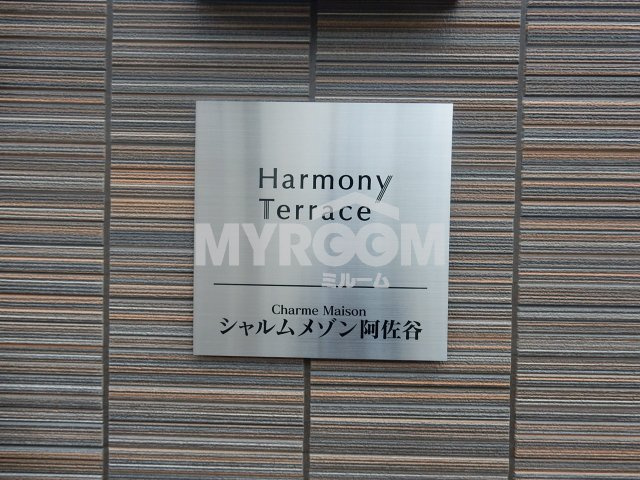 Harmony
Terrace
MYROOM
ミルーム
Charme Maison
シャルムメゾン阿佐谷